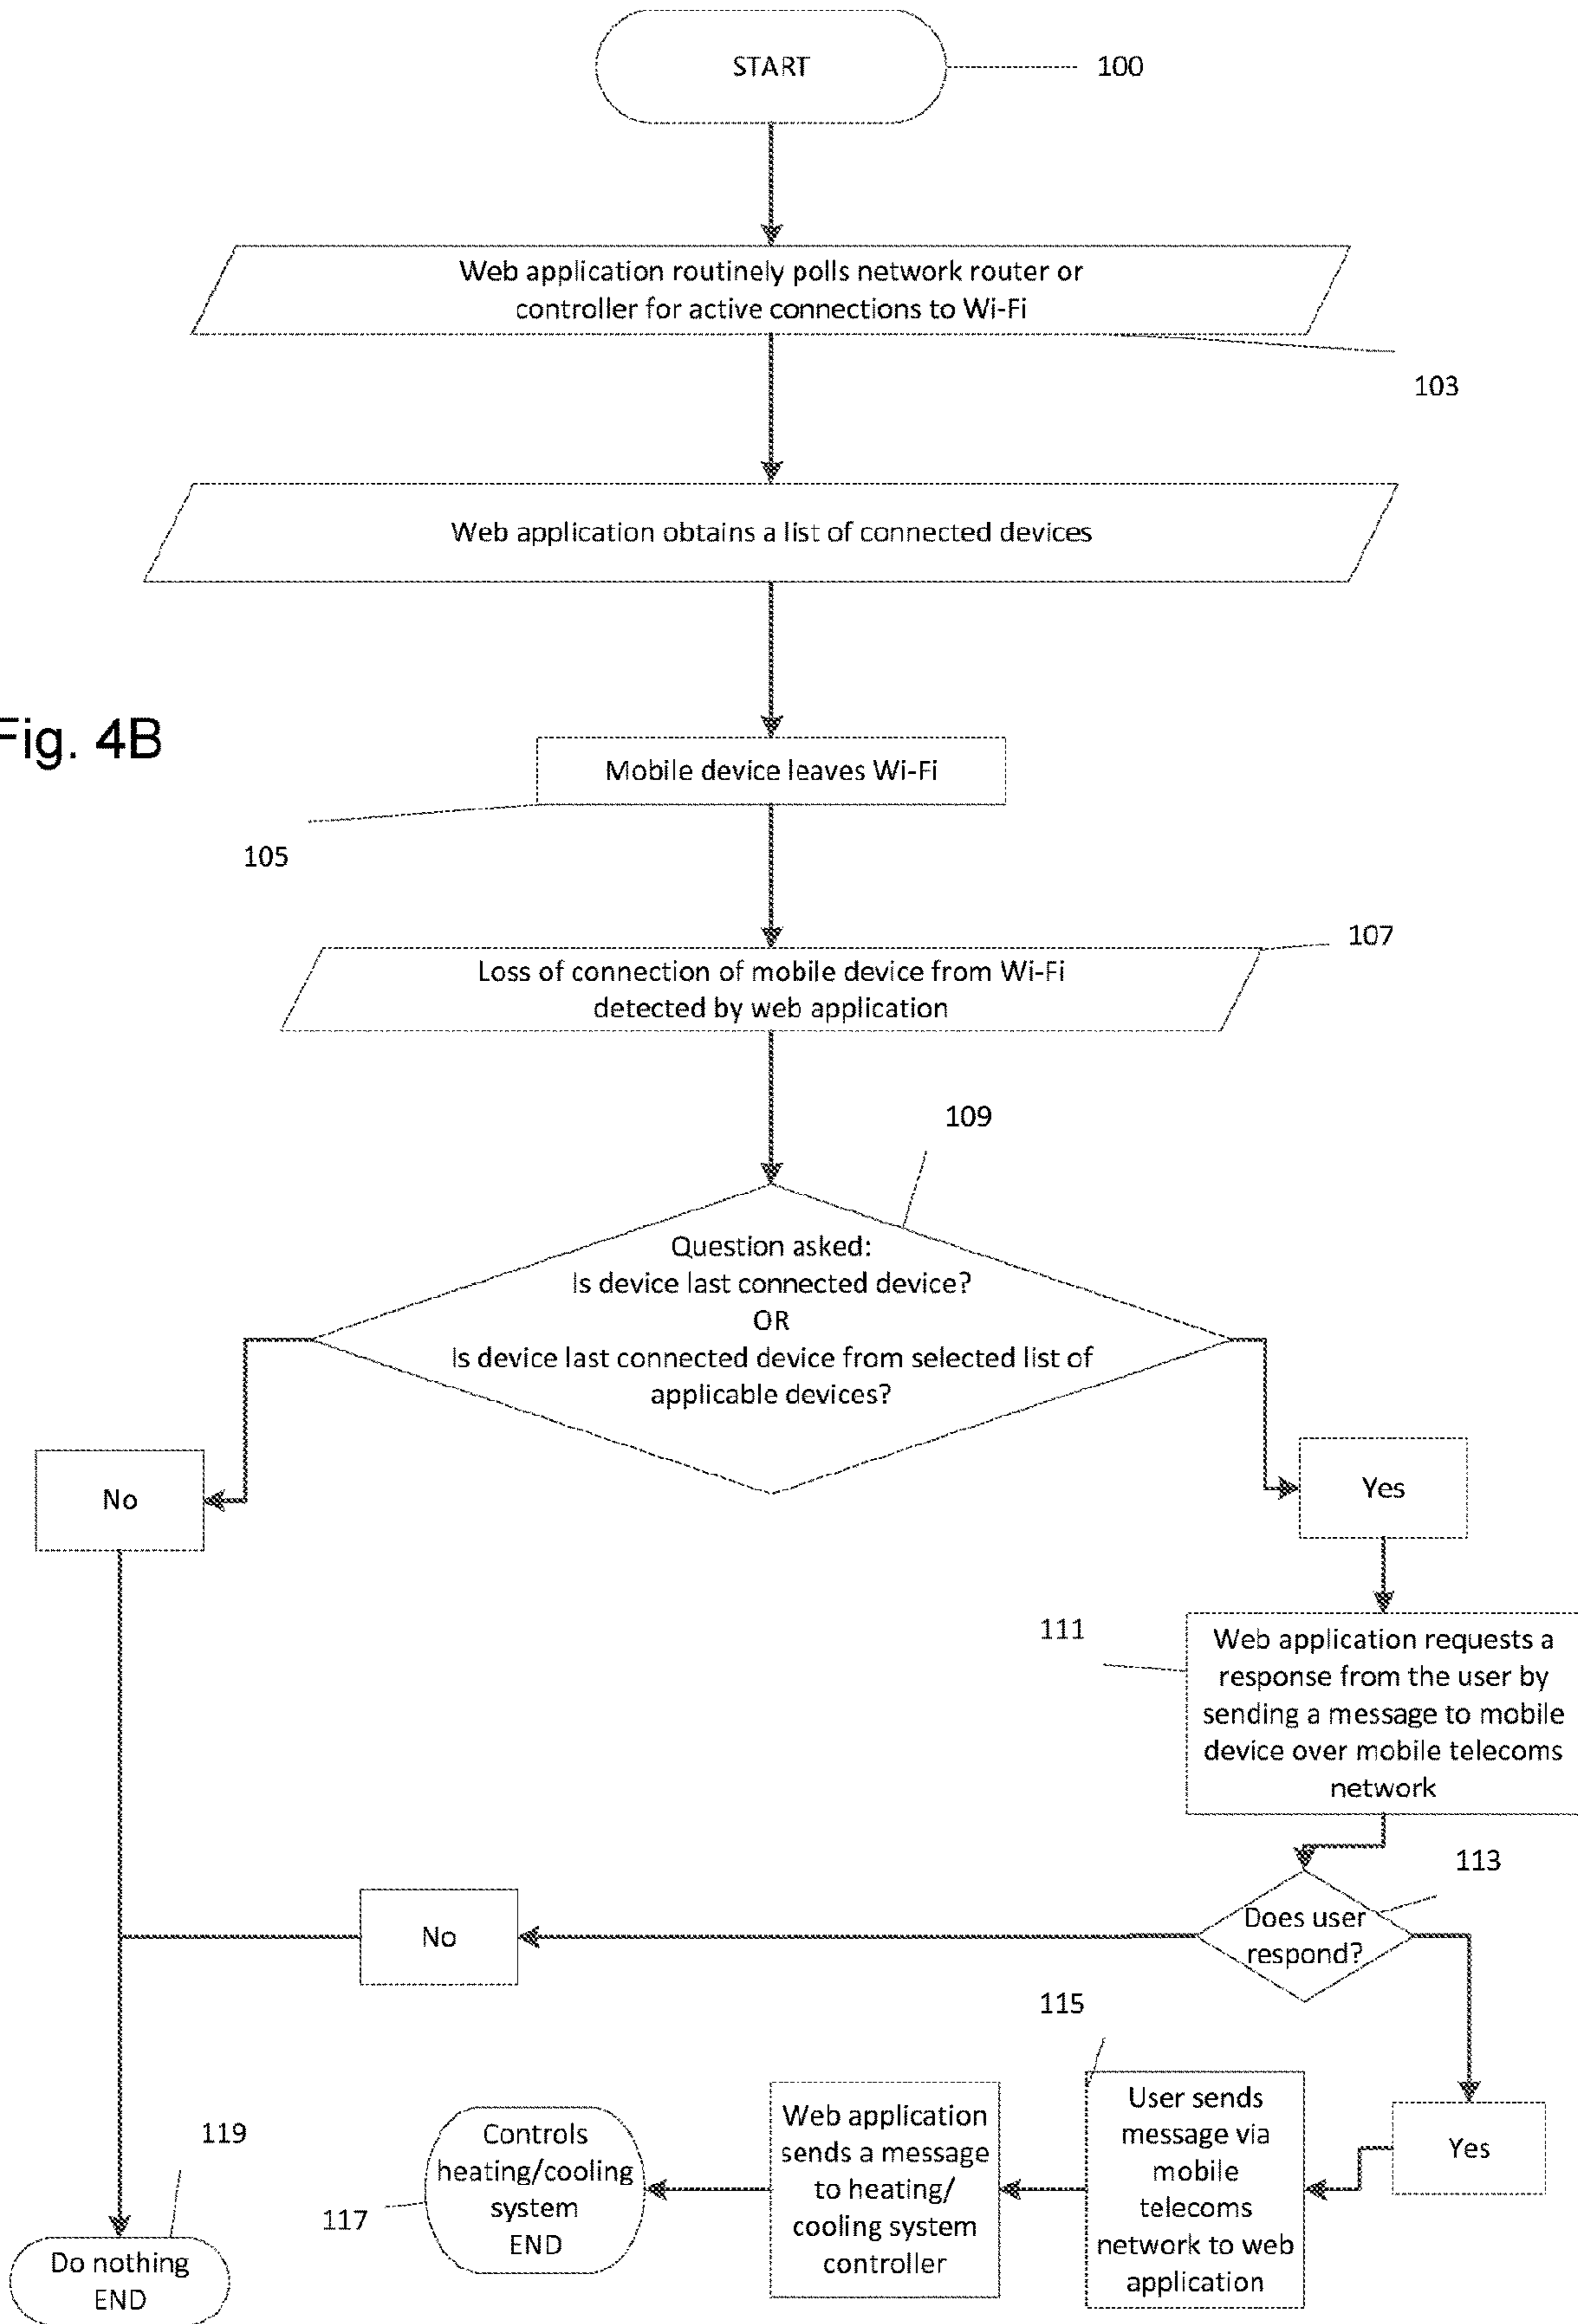 START
100
Web application routinely polls network router or
controller for active connections to Wi-Fi
103
Web application obtains a list of connected devices
Fig. 4B
Mobile device leaves Wi-Fi
105
107
Loss of connection of mobile device from Wi-Fi
detected by web application
109
Question asked:
Is device last connected device?
OR
Is device last connected device from selected list of
applicable devices?
No
Yes
111
Web application requests a
response from the user by
sending a message to mobile
device over mobile telecoms
network
113
Does user
respond?
No
115
Yes
User sends
message via
mobile
telecoms
network to web
application
Web application
sends a message
to heating/
cooling system
controller
Controls
heating/cooling
system
END
117
119
Do nothing
END